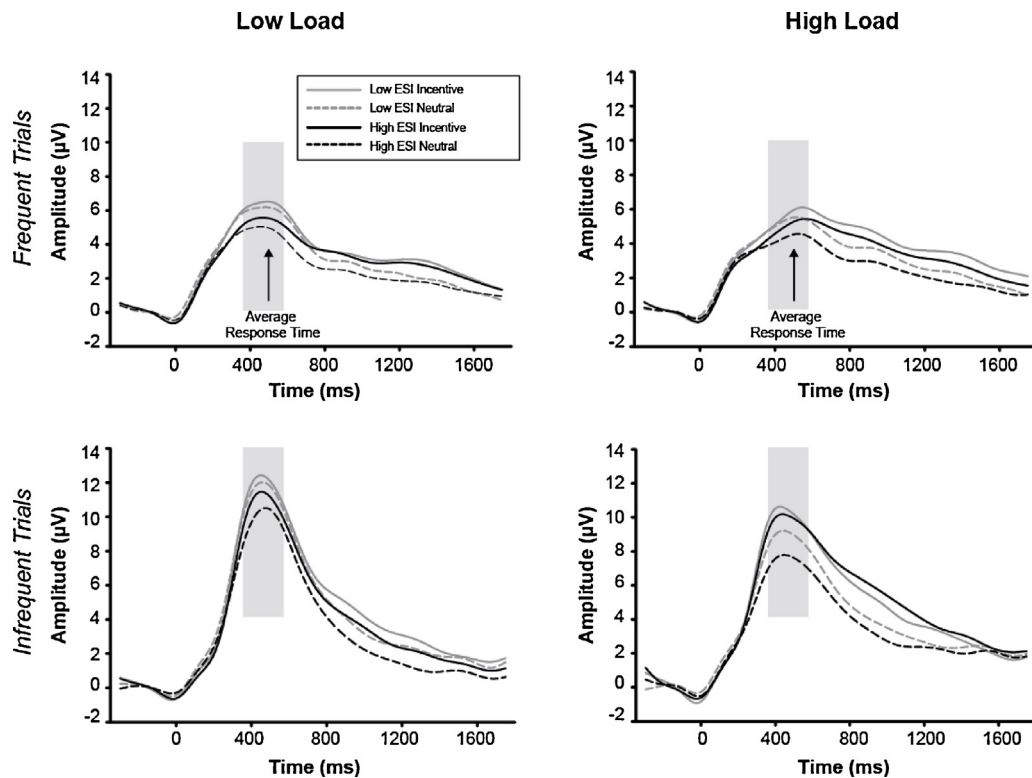 Low Load
High Load
Frequent Trials
Amplitude (µV)
14
12
10
8
6
4
2
0
-2
Low ESI Incentive
Low ESI Neutral
High ESI Incentive
High ESI Neutral
Average
Response Time
0 400 800 1200 1600
Time (ms)
Amplitude (µV)
14
12
10
8
6
4
2
0
-2
Average
Response Time
0 400 800 1200 1600
Time (ms)
Infrequent Trials
Amplitude (µV)
14
12
10
8
6
4
2
0
-2
0 400 800 1200 1600
Time (ms)
Amplitude (µV)
14
12
10
8
6
4
2
0
-2
0 400 800 1200 1600
Time (ms)